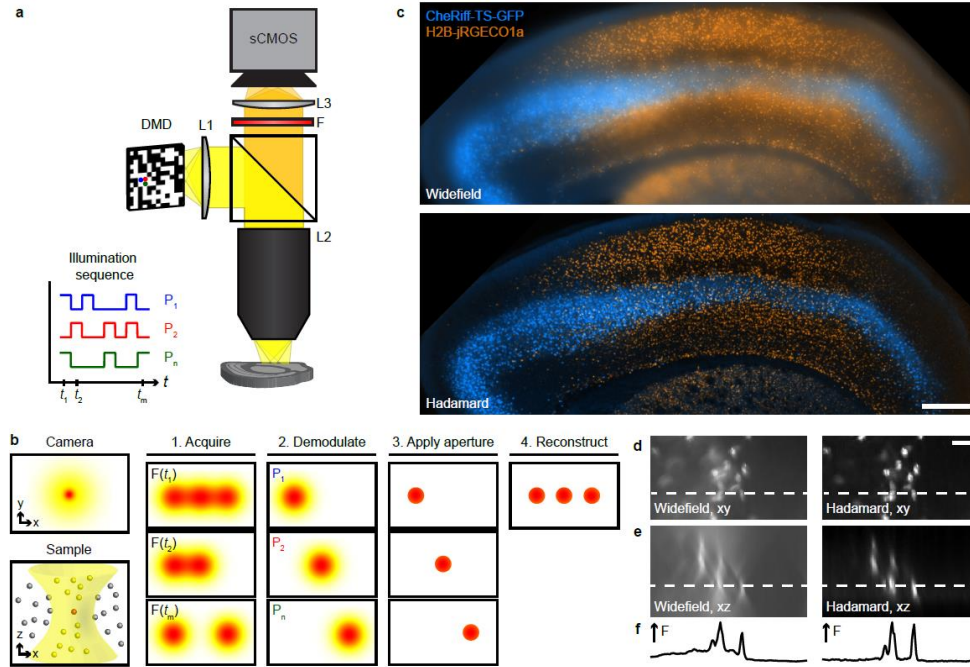 a
sCMOS
L3
F
DMD
L1
L2
Illumination
sequence
P1
P2
Pn
t1 t2 tm t
b
Camera
y
x
Sample
z
x
1. Acquire
F(t1)
F(t2)
F(tm)
2. Demodulate
P1
P2
Pn
3. Apply aperture
4. Reconstruct
c
CheRiff-TS-GFP
H2B-jRGECO1a
Widefield
Hadamard
d
Widefield, xy
Hadamard, xy
e
Widefield, xz
Hadamard, xz
f
F
F